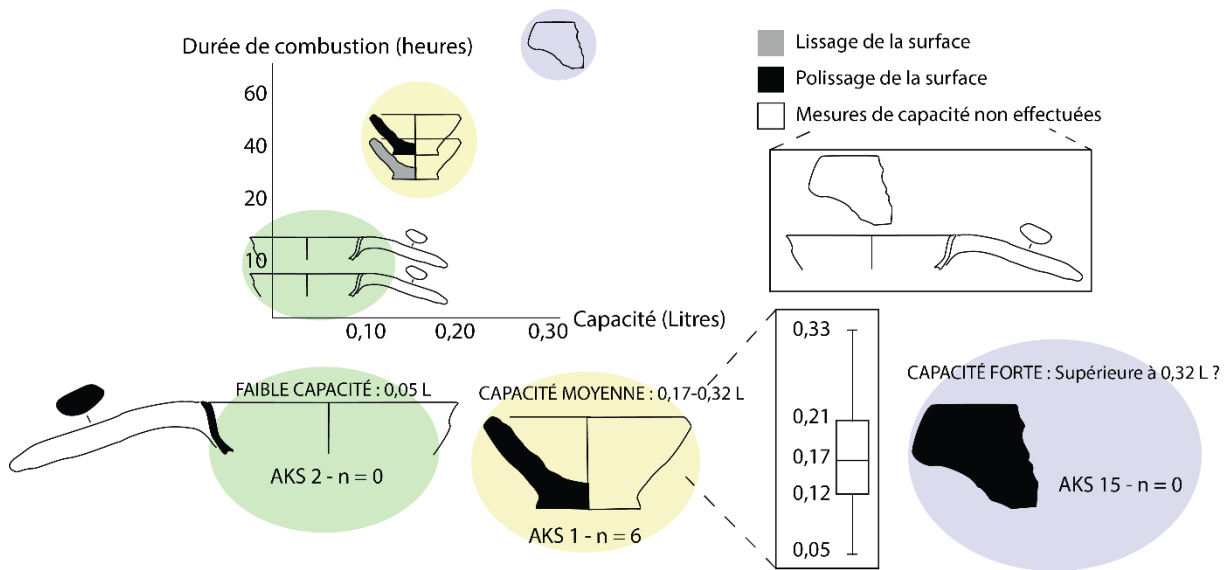 Durée de combustion (heures)
60
40
20
10
0,10
0,20
0,30
Capacité (Litres)
Lissage de la surface
Polissage de la surface
Mesures de capacité non effectuées
FAIBLE CAPACITÉ : 0,05 L
AKS 2 - n = 0
CAPACITÉ MOYENNE : 0,17-0,32 L
AKS 1 - n = 6
0,33
0,21
0,17
0,12
0,05
CAPACITÉ FORTE : Supérieure à 0,32 L ?
AKS 15 - n = 0